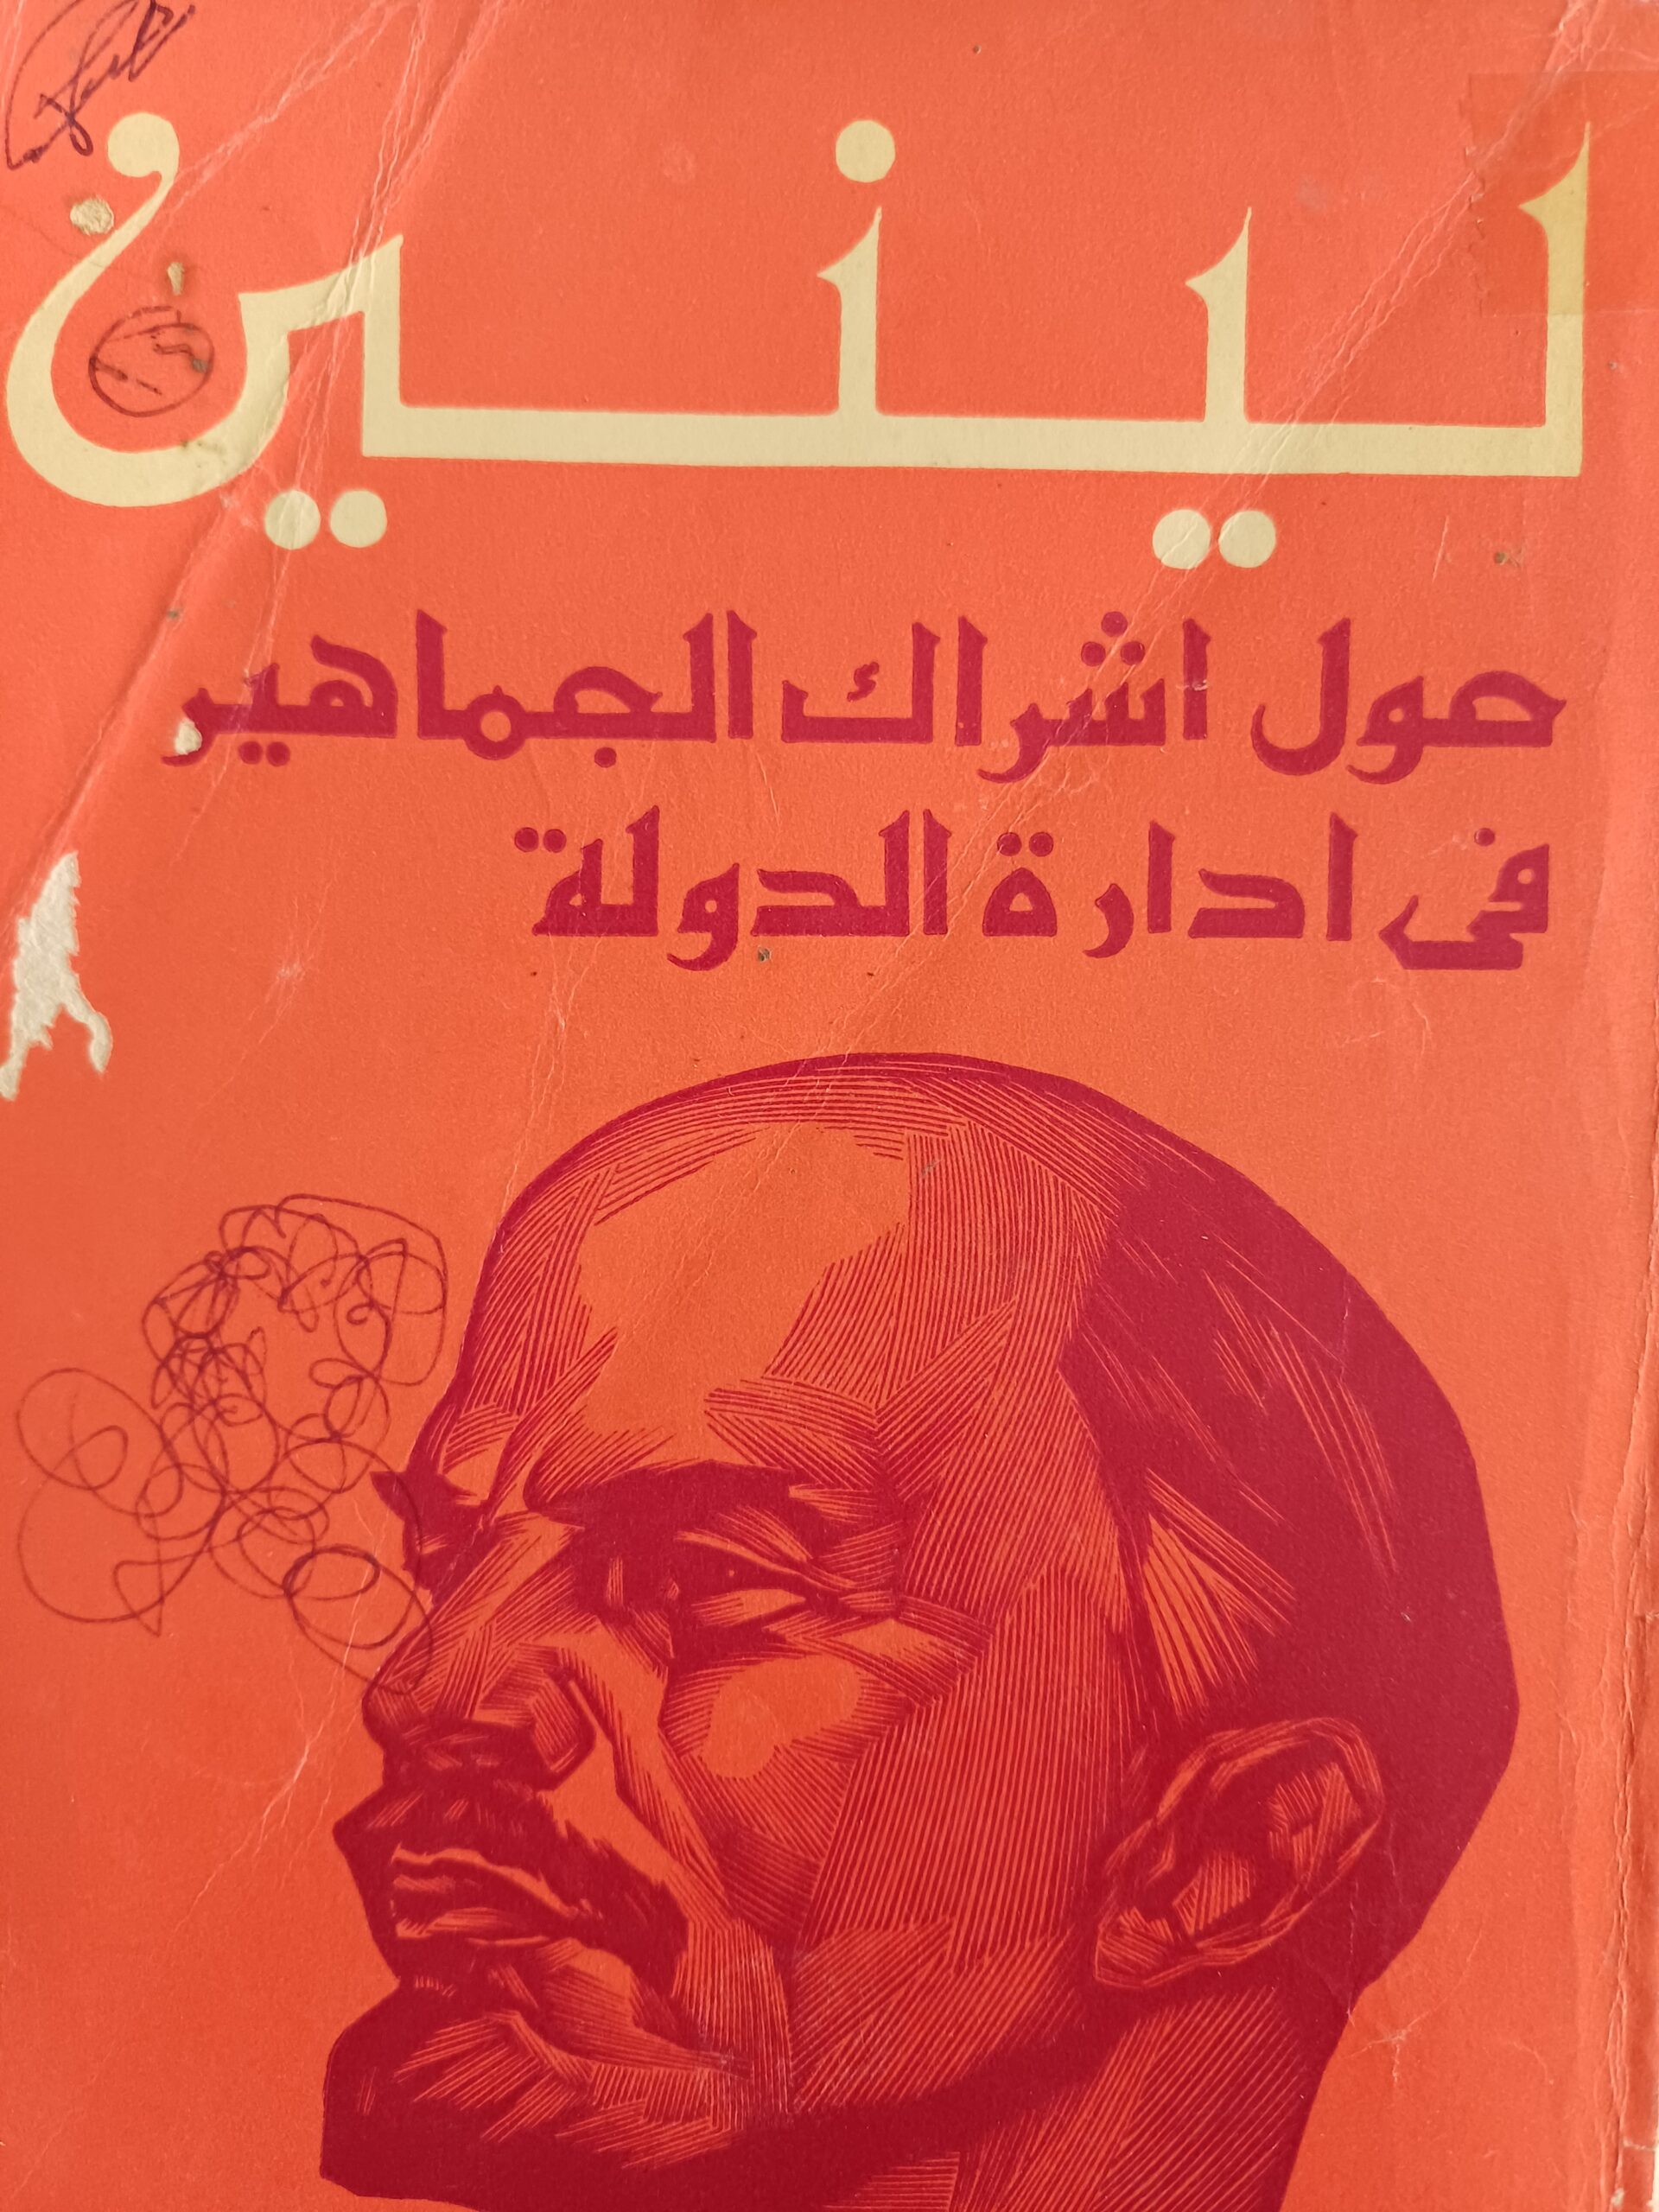 لينين
حول اشراك الجماهير
فى ادارة الدولة